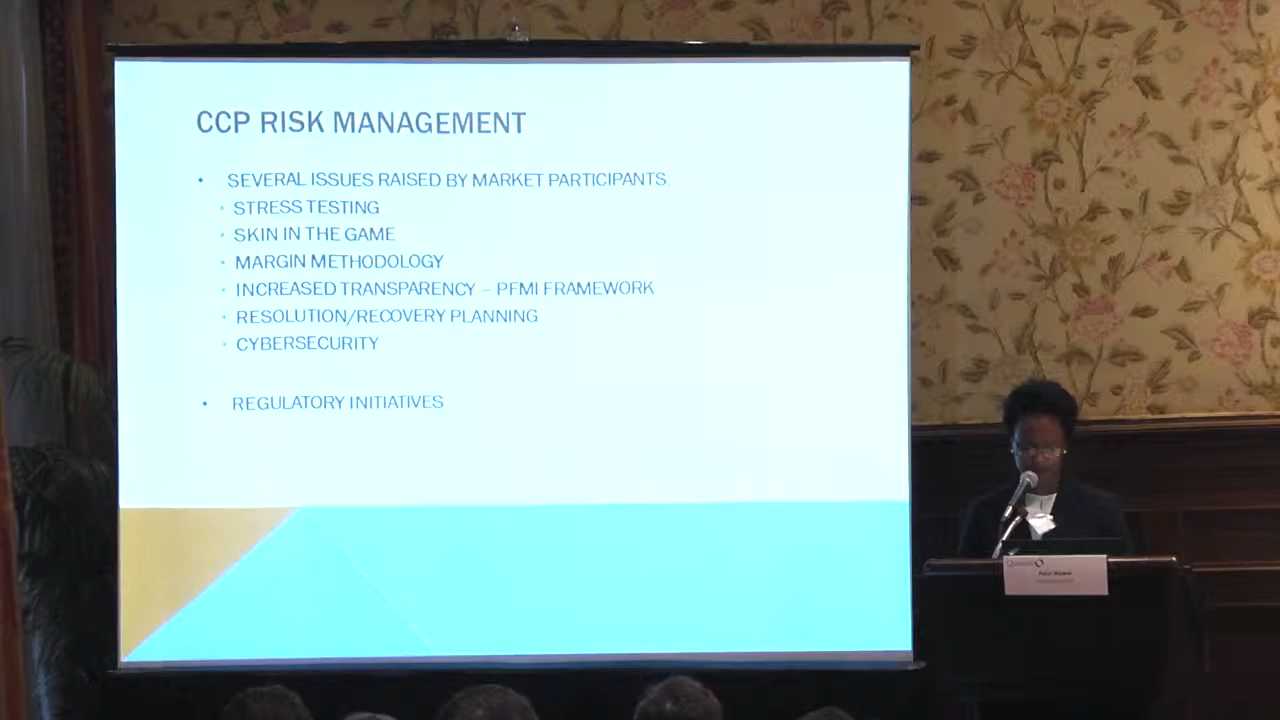 CCP RISK MANAGEMENT
• SEVERAL ISSUES RAISED BY MARKET PARTICIPANTS:
• STRESS TESTING
• SKIN IN THE GAME
• MARGIN METHODOLOGY
• INCREASED TRANSPARENCY – PFMI FRAMEWORK
• RESOLUTION/RECOVERY PLANNING
• CYBERSECURITY
• REGULATORY INITIATIVES